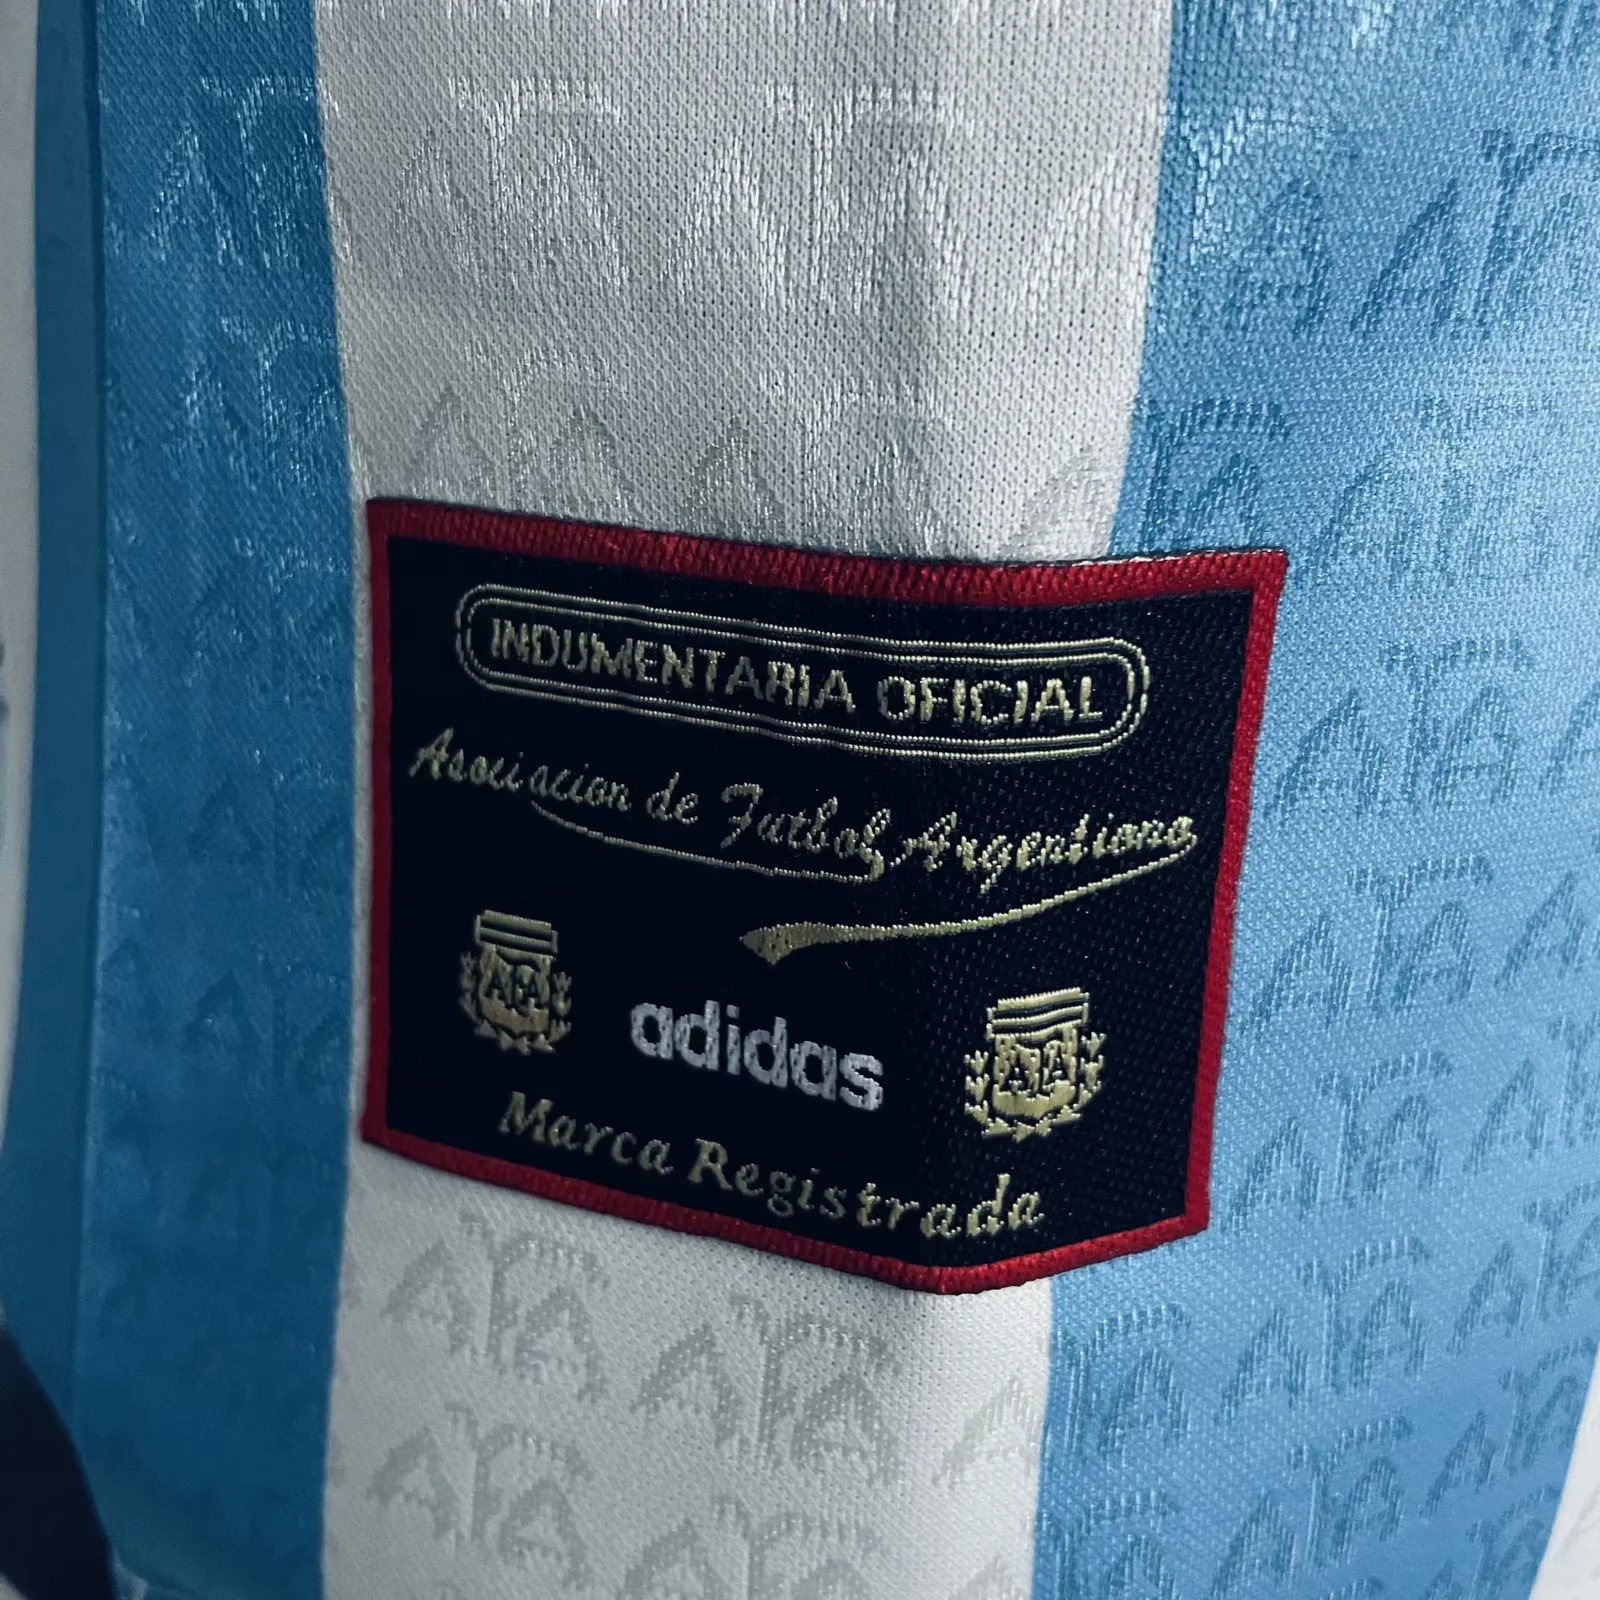 INDUMENTARIA OFICIAL
Asociacion de Futbol Argentino
AFA
adidas
AFA
Marca Registrada